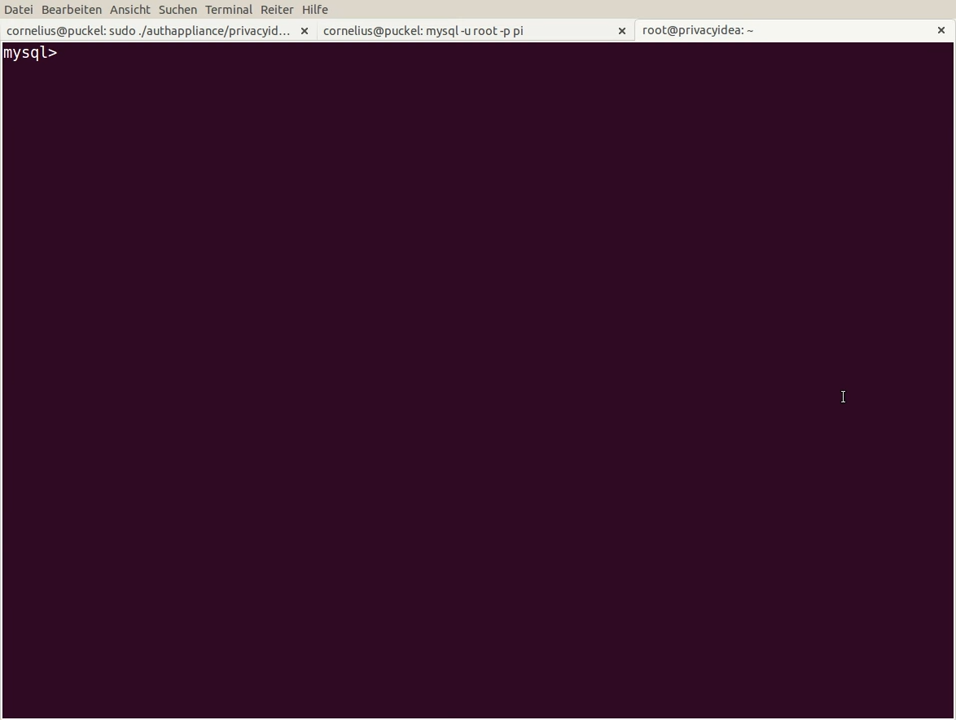 Datei Bearbeiten Ansicht Suchen Terminal Reiter Hilfe
cornelius@puckel: sudo ./authappliance/privacyid... × cornelius@puckel: mysql -u root -p pi × root@privacyidea: ~ ×
mysql>